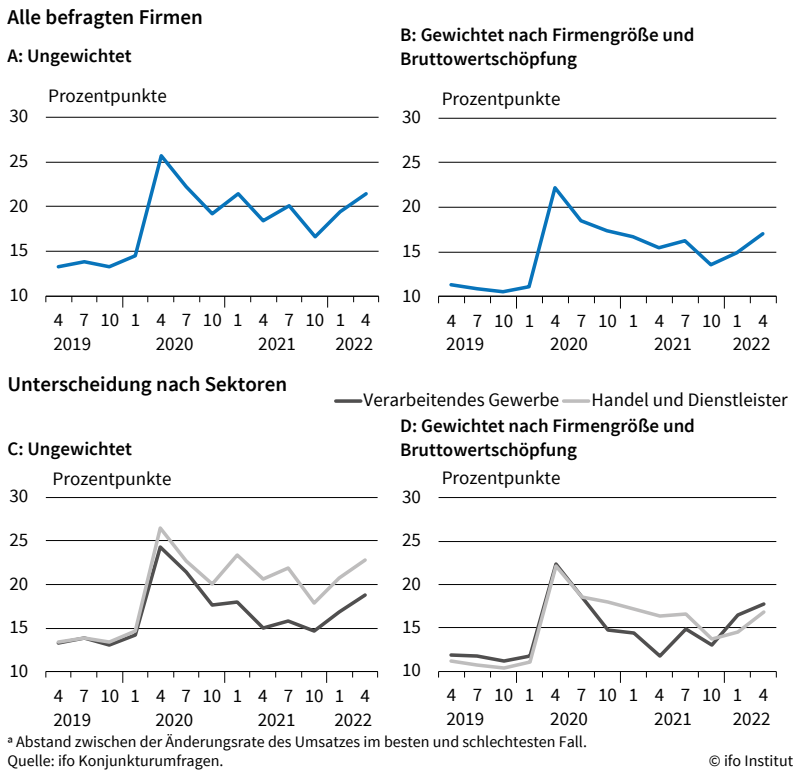 Alle befragten Firmen
A: Ungewichtet
B: Gewichtet nach Firmengröße und
Bruttowertschöpfung
Prozentpunkte
30
25
20
15
10
4 7 10 1 4 7 10 1 4 7 10 1 4
2019 2020 2021 2022
Prozentpunkte
30
25
20
15
10
4 7 10 1 4 7 10 1 4 7 10 1 4
2019 2020 2021 2022
Unterscheidung nach Sektoren
Verarbeitendes Gewerbe Handel und Dienstleister
C: Ungewichtet
D: Gewichtet nach Firmengröße und
Bruttowertschöpfung
Prozentpunkte
30
25
20
15
10
4 7 10 1 4 7 10 1 4 7 10 1 4
2019 2020 2021 2022
Prozentpunkte
30
25
20
15
10
4 7 10 1 4 7 10 1 4 7 10 1 4
2019 2020 2021 2022
ᵃ Abstand zwischen der Änderungsrate des Umsatzes im besten und schlechtesten Fall.
Quelle: ifo Konjunkturumfragen.
© ifo Institut